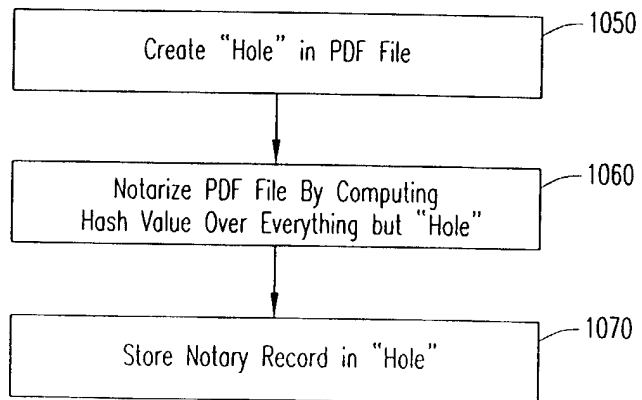 Create "Hole" in PDF File
1050
Notarize PDF File By Computing
Hash Value Over Everything but "Hole"
1060
Store Notary Record in "Hole"
1070